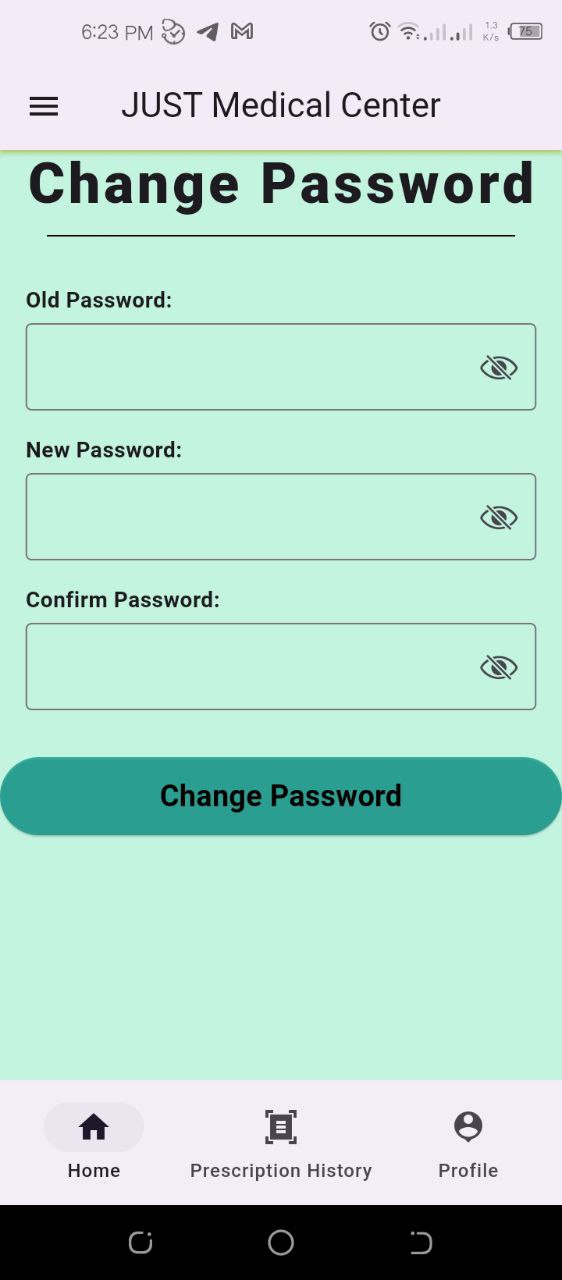 6:23 PM 1.3 K/s 75
JUST Medical Center
Change Password
Old Password:
New Password:
Confirm Password:
Change Password
Home Prescription History Profile